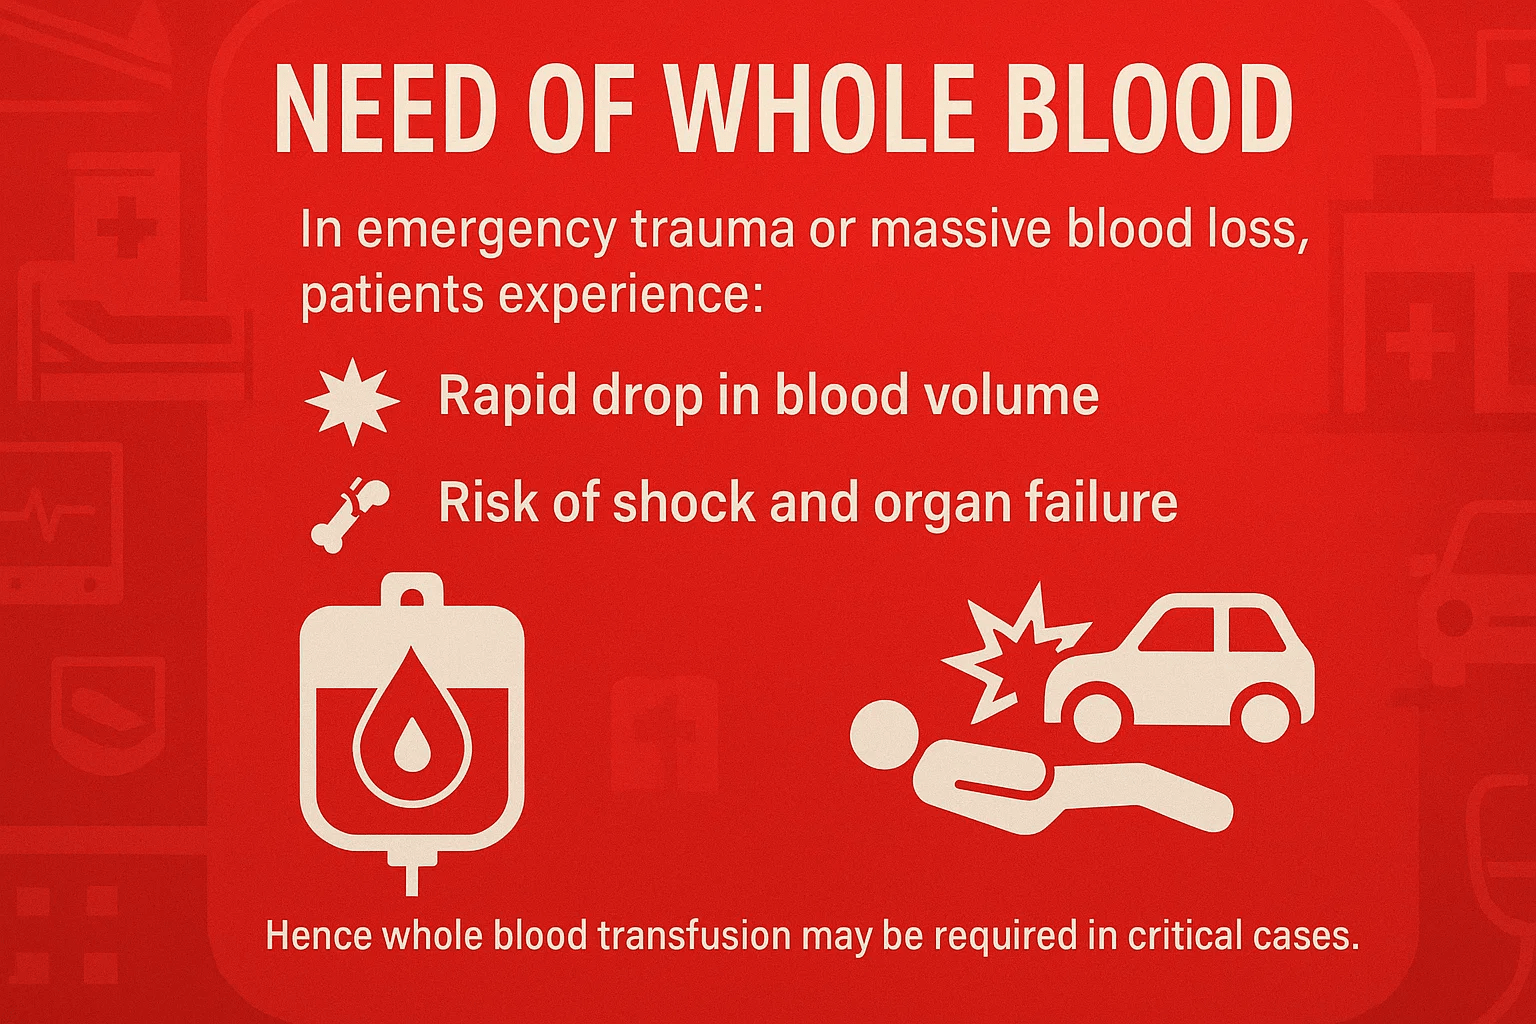 NEED OF WHOLE BLOOD
In emergency trauma or massive blood loss,
patients experience:
Rapid drop in blood volume
Risk of shock and organ failure
Hence whole blood transfusion may be required in critical cases.